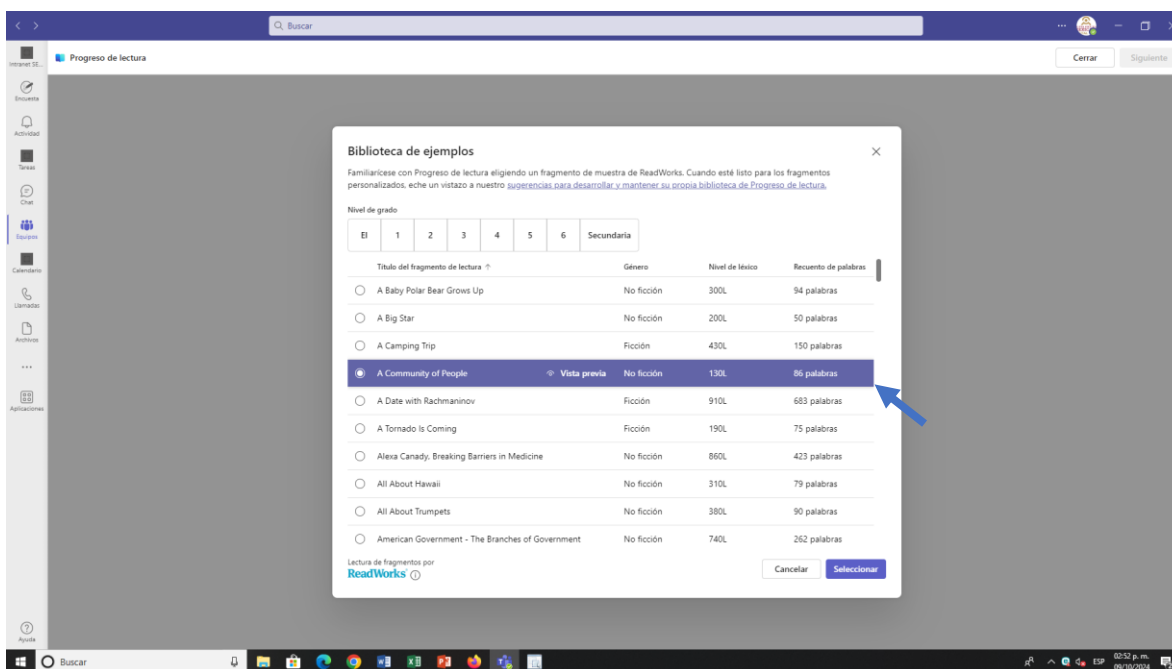 Buscar
Intranet SE...
Progreso de lectura
Cerrar
Siguiente
Encuesta
Actividad
Tareas
Chat
Equipos
Calendario
Llamadas
Archivos
Aplicaciones
Ayuda
Biblioteca de ejemplos
Familiarícese con Progreso de lectura eligiendo un fragmento de muestra de ReadWorks. Cuando esté listo para los fragmentos
personalizados, eche un vistazo a nuestro sugerencias para desarrollar y mantener su propia biblioteca de Progreso de lectura.
Nivel de grado
EI 1 2 3 4 5 6 Secundaria
Título del fragmento de lectura ↑ Género Nivel de léxico Recuento de palabras
A Baby Polar Bear Grows Up No ficción 300L 94 palabras
A Big Star No ficción 200L 50 palabras
A Camping Trip Ficción 430L 150 palabras
A Community of People Vista previa No ficción 130L 86 palabras
A Date with Rachmaninov Ficción 910L 683 palabras
A Tornado Is Coming Ficción 190L 75 palabras
Alexa Canady, Breaking Barriers in Medicine No ficción 860L 423 palabras
All About Hawaii No ficción 310L 79 palabras
All About Trumpets No ficción 380L 90 palabras
American Government - The Branches of Government No ficción 740L 262 palabras
Lectura de fragmentos por
ReadWorks
Cancelar Seleccionar
Buscar
ESP
02:52 p. m.
09/10/2024